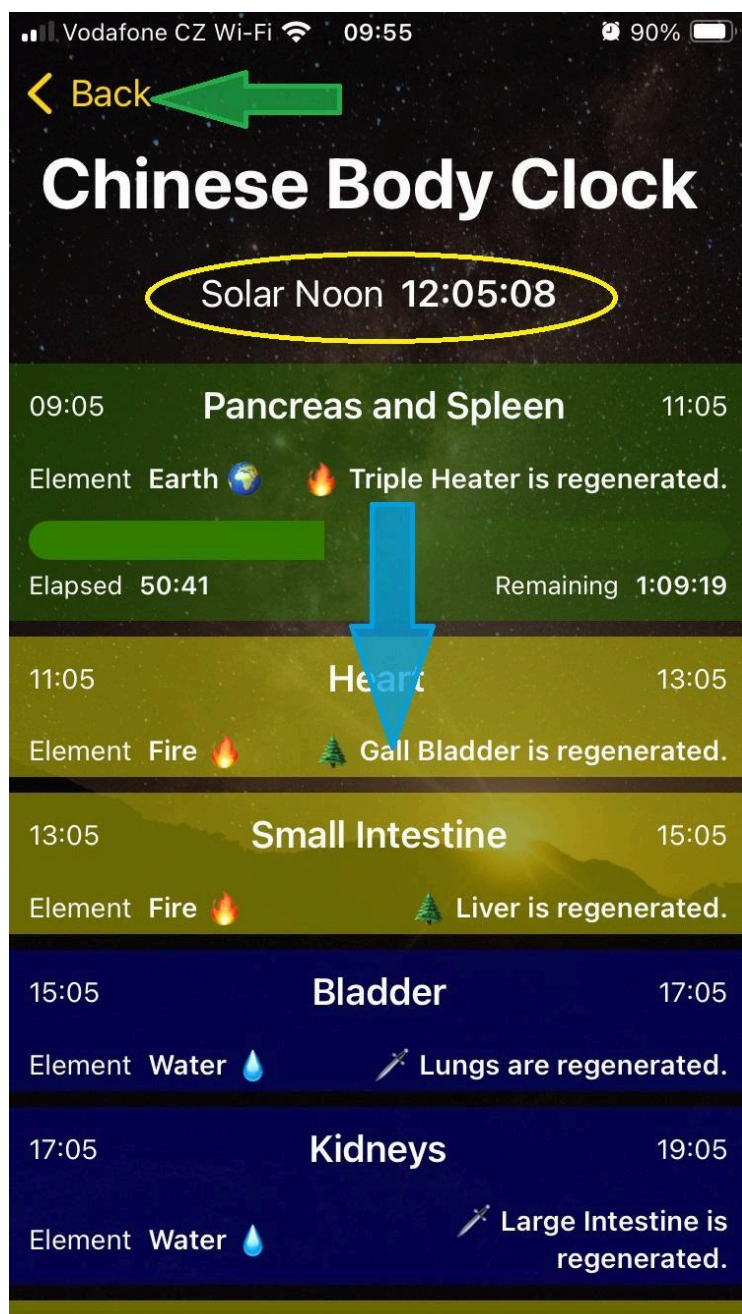 Vodafone CZ Wi-Fi 09:55 90%
Back
Chinese Body Clock
Solar Noon 12:05:08
09:05 Pancreas and Spleen 11:05
Element Earth 🌍 🔥 Triple Heater is regenerated.
Elapsed 50:41 Remaining 1:09:19
11:05 Heart 13:05
Element Fire 🔥 🌲 Gall Bladder is regenerated.
13:05 Small Intestine 15:05
Element Fire 🔥 🌲 Liver is regenerated.
15:05 Bladder 17:05
Element Water 💧 🗡️ Lungs are regenerated.
17:05 Kidneys 19:05
Element Water 💧 🗡️ Large Intestine is
regenerated.